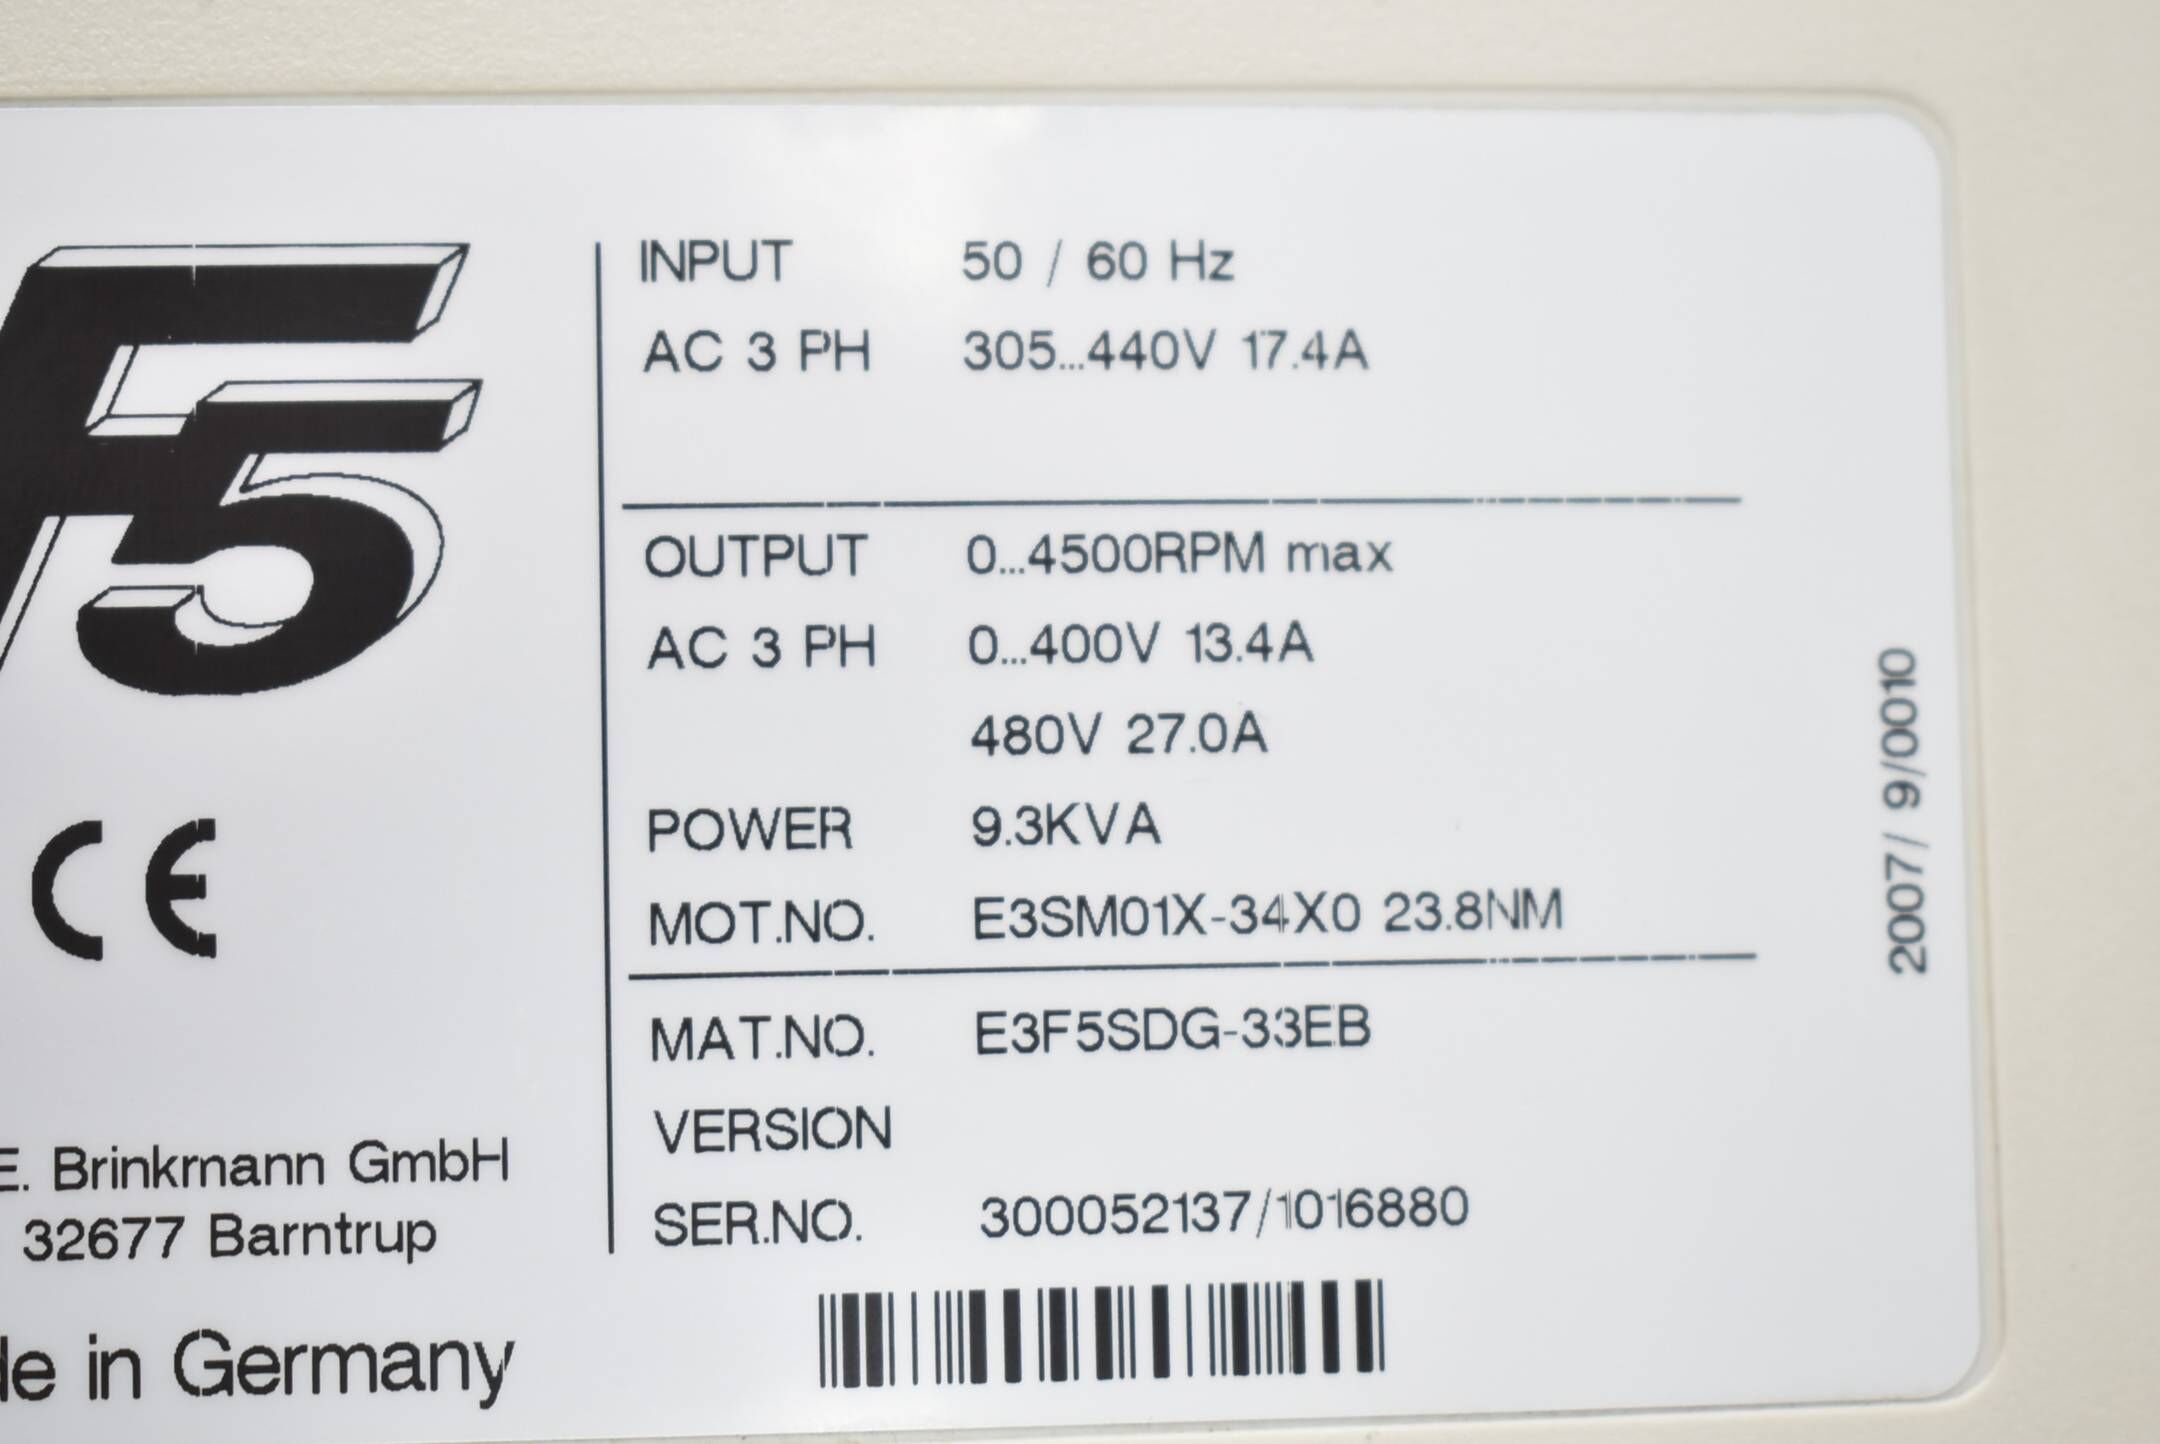 F5
E. Brinkmann GmbH
32677 Barntrup
de in Germany
INPUT 50 / 60 Hz
AC 3 PH 305...440V 17.4A
OUTPUT 0...4500RPM max
AC 3 PH 0...400V 13.4A
480V 27.0A
POWER 9.3KVA
MOT.NO. E3SM01X-34X0 23.8NM
MAT.NO. E3F5SDG-33EB
VERSION
SER.NO. 300052137/1016880
2007/ 9/0010